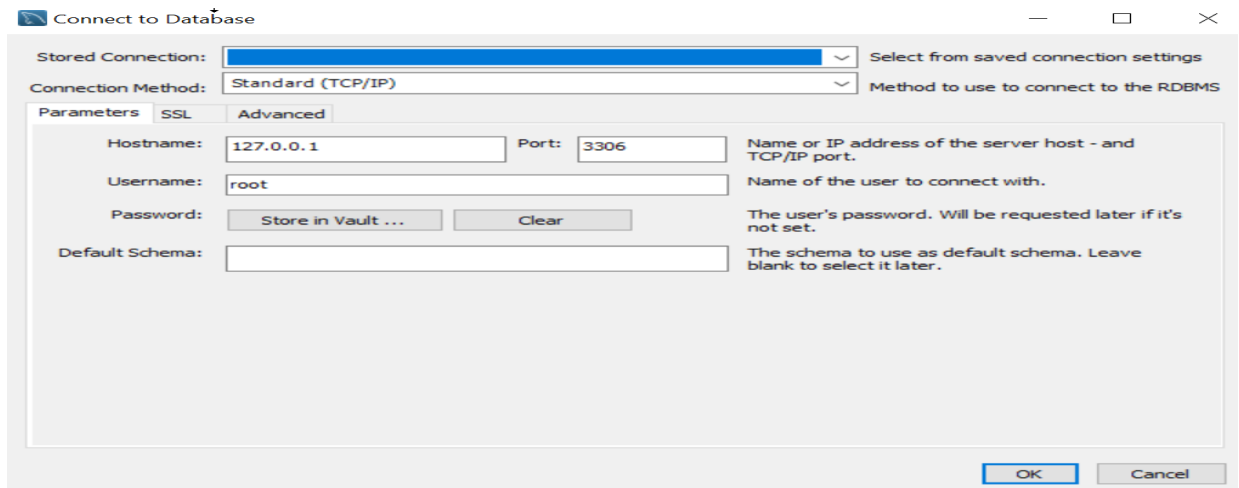 Connect to Database
Stored Connection:
Select from saved connection settings
Connection Method:
Standard (TCP/IP)
Method to use to connect to the RDBMS
Parameters
SSL
Advanced
Hostname:
127.0.0.1
Port:
3306
Name or IP address of the server host - and
TCP/IP port.
Username:
root
Name of the user to connect with.
Password:
Store in Vault ...
Clear
The user's password. Will be requested later if it's
not set.
Default Schema:
The schema to use as default schema. Leave
blank to select it later.
OK
Cancel